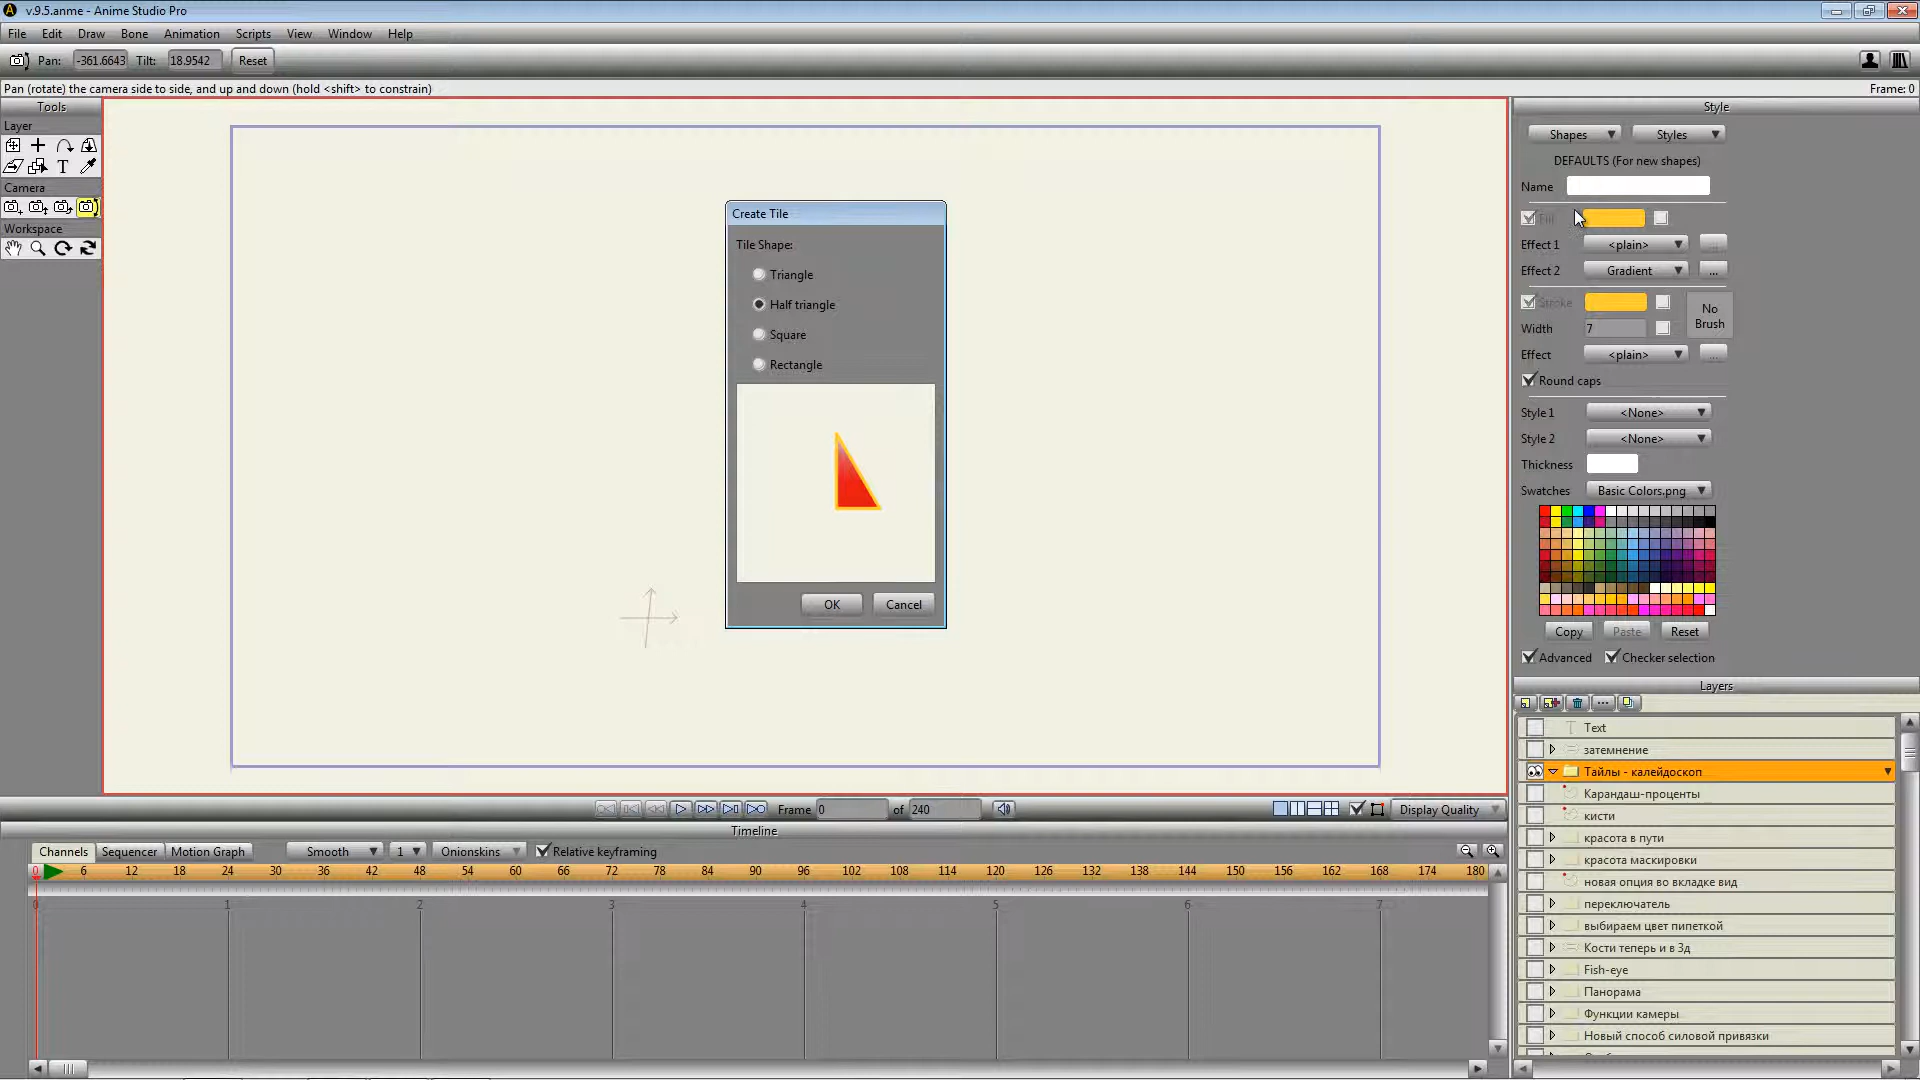 v.9.5.anme - Anime Studio Pro
File Edit Draw Bone Animation Scripts View Window Help
Pan: -361.6643 Tilt: 18.9542 Reset
Pan (rotate) the camera side to side, and up and down (hold <shift> to constrain) Frame: 0
Tools
Layer
Camera
Workspace
Create Tile
Tile Shape:
Triangle
Half triangle
Square
Rectangle
OK Cancel
Style
Shapes Styles
DEFAULTS (For new shapes)
Name
Fill
Effect 1 <plain> ...
Effect 2 Gradient ...
Stroke
No Brush
Width 7
Effect <plain> ...
Round caps
Style 1 <None>
Style 2 <None>
Thickness
Swatches Basic Colors.png
Copy Paste Reset
Advanced Checker selection
Layers
Text
затемнение
Тайлы - калейдоскоп
Карандаш-проценты
кисти
красота в пути
красота маскировки
новая опция во вкладке вид
переключатель
выбираем цвет пипеткой
Кости теперь и в 3д
Fish-eye
Панорама
Функции камеры
Новый способ силовой привязки
Frame 0 of 240 Display Quality
Timeline
Channels Sequencer Motion Graph Smooth 1 Onionskins Relative keyframing
0 6 12 18 24 30 36 42 48 54 60 66 72 78 84 90 96 102 108 114 120 126 132 138 144 150 156 162 168 174 180
0 1 2 3 4 5 6 7